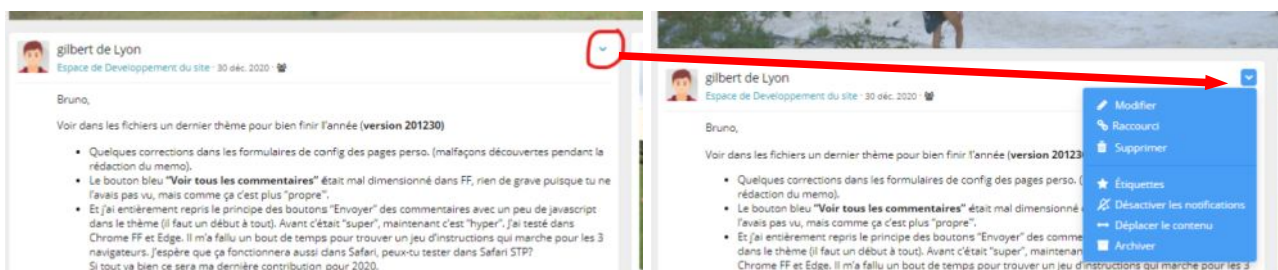 gilbert de Lyon
Espace de Developpement du site · 30 déc. 2020 ·
Bruno,
Voir dans les fichiers un dernier thème pour bien finir l'année (version 201230)
• Quelques corrections dans les formulaires de config des pages perso. (malfaçons découvertes pendant la
rédaction du memo).
• Le bouton bleu "Voir tous les commentaires" était mal dimensionné dans FF, rien de grave puisque tu ne
l'avais pas vu, mais comme ça c'est plus "propre".
• Et j'ai entièrement repris le principe des boutons "Envoyer" des commentaires avec un peu de javascript
dans le thème (il faut un début à tout). Avant c'était "super", maintenant c'est "hyper". J'ai testé dans
Chrome FF et Edge. Il m'a fallu un bout de temps pour trouver un jeu d'instructions qui marche pour les 3
navigateurs. J'espère que ça fonctionnera aussi dans Safari, peux-tu tester dans Safari STP?
Si tout va bien ce sera ma dernière contribution pour 2020.
gilbert de Lyon
Espace de Developpement du site · 30 déc. 2020 ·
Bruno,
Voir dans les fichiers un dernier thème pour bien finir l'année (version 20123
• Quelques corrections dans les formulaires de config des pages perso. (
rédaction du memo).
• Le bouton bleu "Voir tous les commentaires" était mal dimensionné
l'avais pas vu, mais comme ça c'est plus "propre".
• Et j'ai entièrement repris le principe des boutons "Envoyer" des comme
dans le thème (il faut un début à tout). Avant c'était "super", maintenan
Chrome FF et Edge. Il m'a fallu un bout de temps pour trouver un jeu d'instructions qui marche pour les 3
Modifier
Raccourci
Supprimer
Étiquettes
Désactiver les notifications
Déplacer le contenu
Archiver